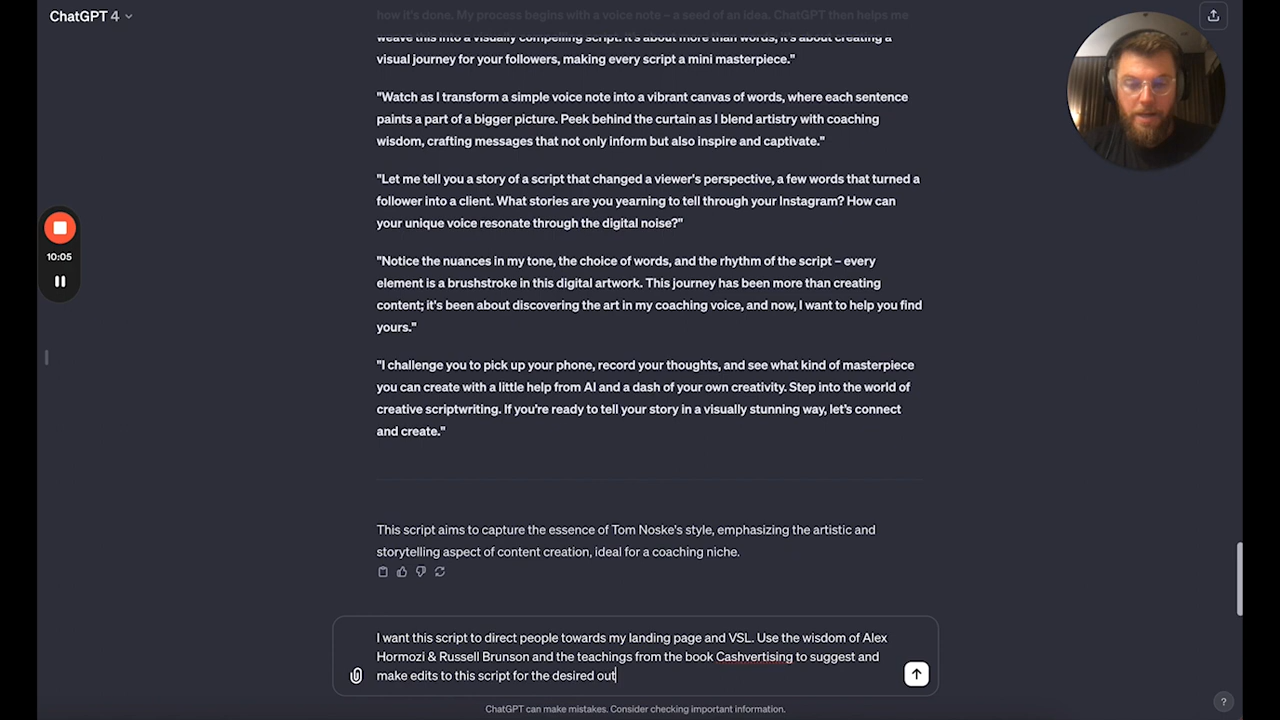 ChatGPT 4
how it's done. My process begins with a voice note – a seed of an idea. ChatGPT then helps me
weave this into a visually compelling script. It's about more than words, it's about creating a
visual journey for your followers, making every script a mini masterpiece."
"Watch as I transform a simple voice note into a vibrant canvas of words, where each sentence
paints a part of a bigger picture. Peek behind the curtain as I blend artistry with coaching
wisdom, crafting messages that not only inform but also inspire and captivate."
"Let me tell you a story of a script that changed a viewer's perspective, a few words that turned a
follower into a client. What stories are you yearning to tell through your Instagram? How can
your unique voice resonate through the digital noise?"
10:05
"Notice the nuances in my tone, the choice of words, and the rhythm of the script – every
element is a brushstroke in this digital artwork. This journey has been more than creating
content; it's been about discovering the art in my coaching voice, and now, I want to help you find
yours."
"I challenge you to pick up your phone, record your thoughts, and see what kind of masterpiece
you can create with a little help from AI and a dash of your own creativity. Step into the world of
creative scriptwriting. If you're ready to tell your story in a visually stunning way, let's connect
and create."
This script aims to capture the essence of Tom Noske's style, emphasizing the artistic and
storytelling aspect of content creation, ideal for a coaching niche.
I want this script to direct people towards my landing page and VSL. Use the wisdom of Alex
Hormozi & Russell Brunson and the teachings from the book Cashvertising to suggest and
make edits to this script for the desired out
ChatGPT can make mistakes. Consider checking important information.
?